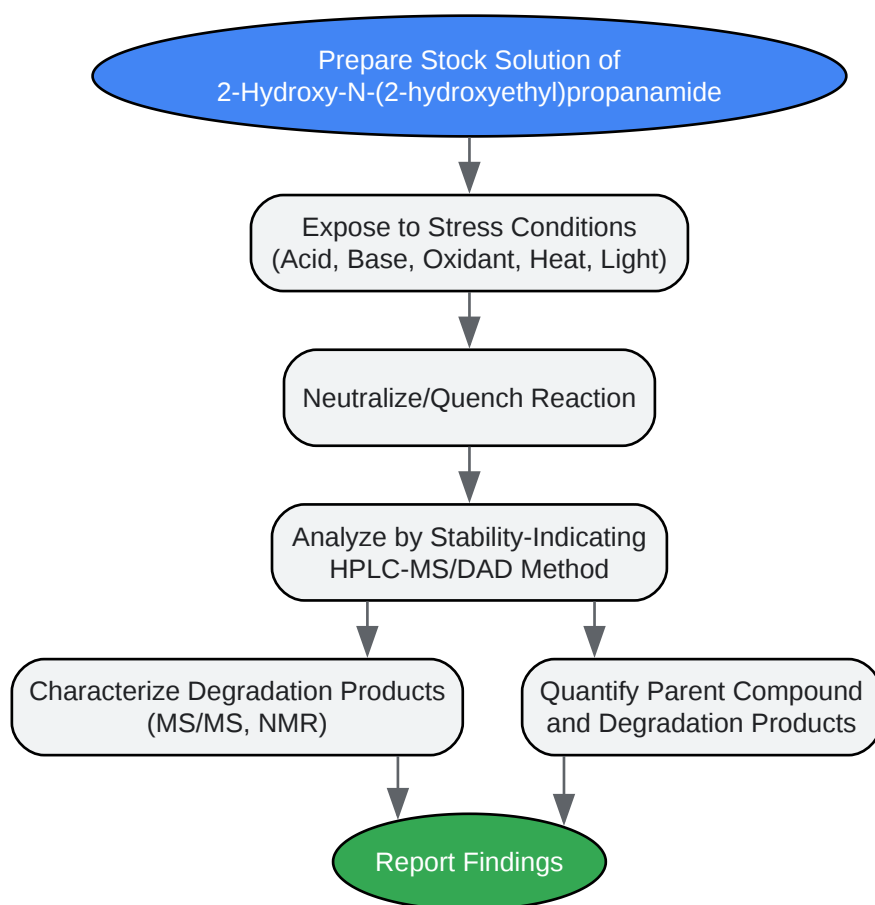 Prepare Stock Solution of
2-Hydroxy-N-(2-hydroxyethyl)propanamide
Expose to Stress Conditions
(Acid, Base, Oxidant, Heat, Light)
Neutralize/Quench Reaction
Analyze by Stability-Indicating
HPLC-MS/DAD Method
Characterize Degradation Products
(MS/MS, NMR)
Quantify Parent Compound
and Degradation Products
Report Findings